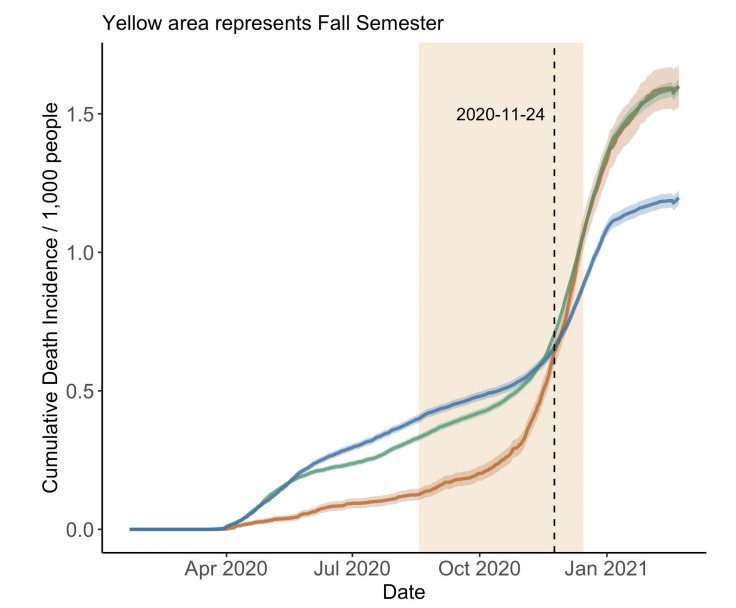 Yellow area represents Fall Semester
Cumulative Death Incidence / 1,000 people
1.5
1.0
0.5
0.0
2020-11-24
Apr 2020
Jul 2020
Oct 2020
Jan 2021
Date